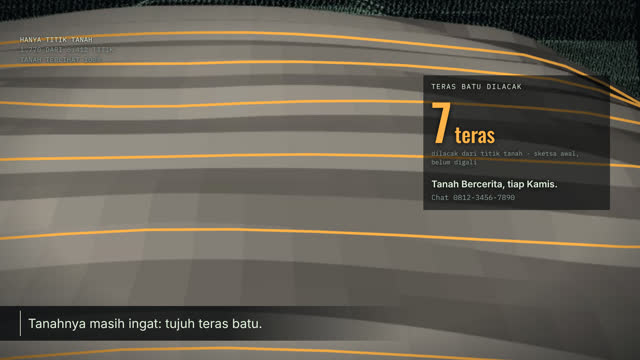 HANYA TITIK TANAH
TERAS BATU DILACAK
7 teras
dilacak dari titik tanah - sketsa awal,
belum digali
Tanah Bercerita, tiap Kamis.
Chat 0812-3456-7890
Tanahnya masih ingat: tujuh teras batu.